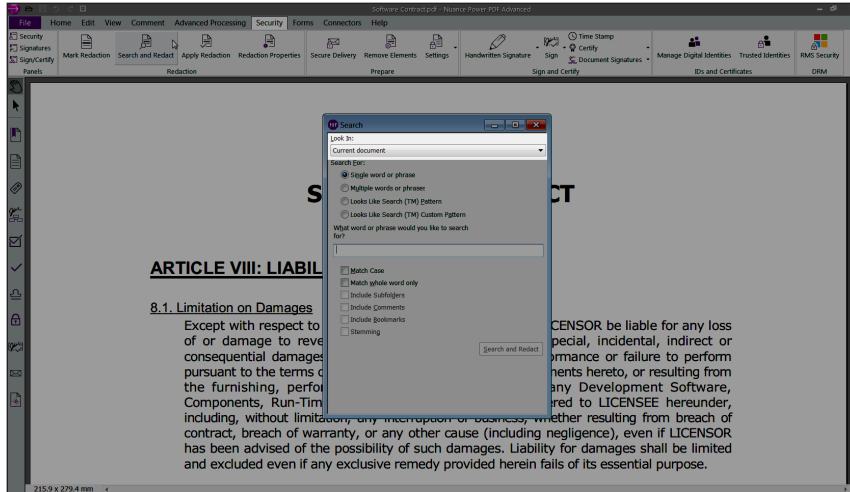 Software Contract.pdf - Nuance Power PDF Advanced
File Home Edit View Comment Advanced Processing Security Forms Connectors Help
Security
Signatures
Sign/Certify
Panels
Mark Redaction Search and Redact Apply Redaction Redaction Properties
Redaction
Secure Delivery Remove Elements Settings
Prepare
Handwritten Signature Sign
Time Stamp
Certify
Document Signatures
Sign and Certify
Manage Digital Identities Trusted Identities
IDs and Certificates
RMS Security
DRM
PDF Search
Look In:
Current document
Search For:
Single word or phrase
Multiple words or phrases
Looks Like Search (TM) Pattern
Looks Like Search (TM) Custom Pattern
What word or phrase would you like to search
for?
Match Case
Match whole word only
Include Subfolders
Include Comments
Include Bookmarks
Stemming
Search and Redact
S CT
ARTICLE VIII: LIABIL
8.1. Limitation on Damages
Except with respect to CENSOR be liable for any loss
of or damage to reve pecial, incidental, indirect or
consequential damages ormance or failure to perform
pursuant to the terms o nents hereto, or resulting from
the furnishing, perfor any Development Software,
Components, Run-Tim ered to LICENSEE hereunder,
including, without limitation, any interruption of business, whether resulting from breach of
contract, breach of warranty, or any other cause (including negligence), even if LICENSOR
has been advised of the possibility of such damages. Liability for damages shall be limited
and excluded even if any exclusive remedy provided herein fails of its essential purpose.
215.9 x 279.4 mm